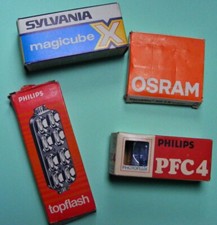 SYLVANIA
magicube X
OSRAM
PHILIPS
topflash
PHILIPS
PFC4